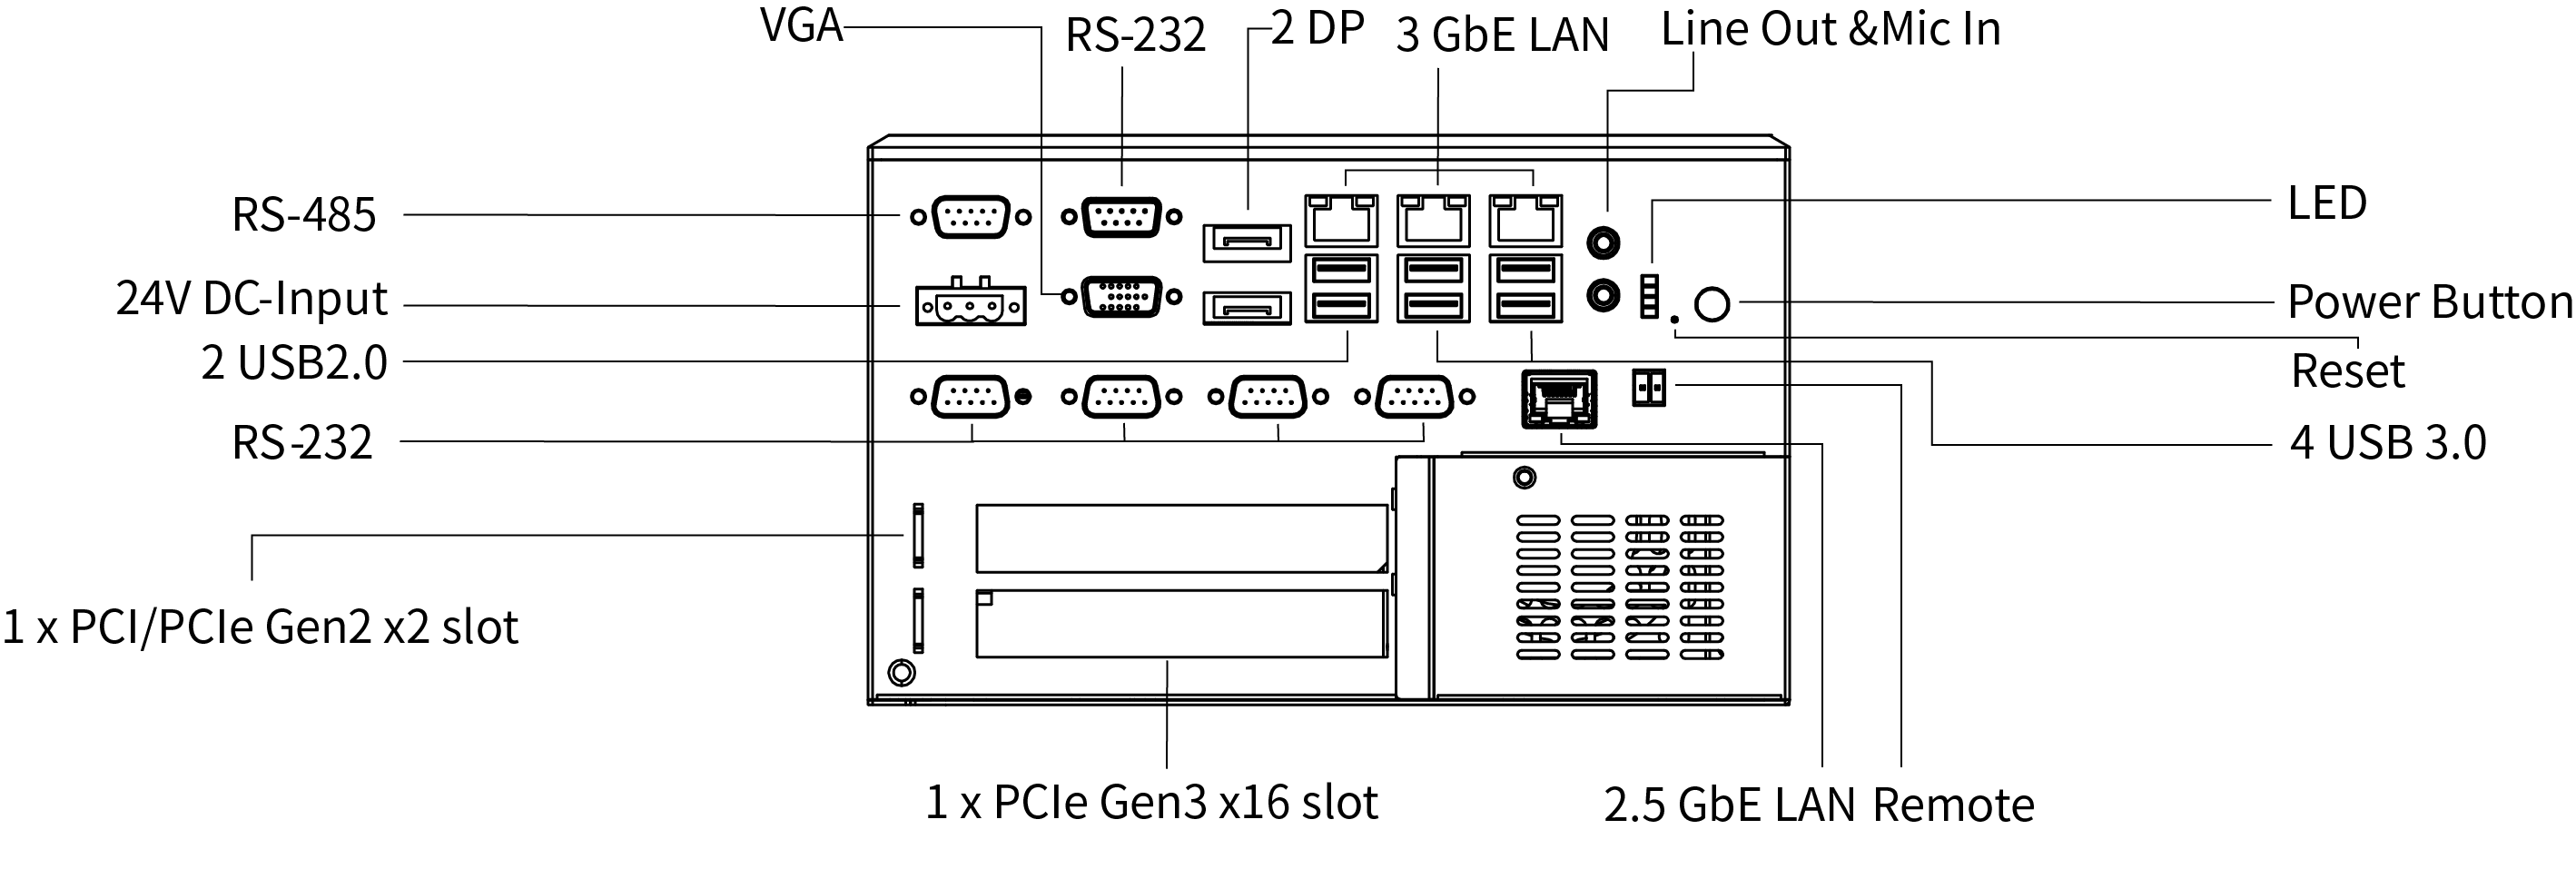 VGA
RS-232
2 DP
3 GbE LAN
Line Out &Mic In
RS-485
LED
24V DC-Input
Power Button
2 USB2.0
Reset
RS-232
4 USB 3.0
1 x PCI/PCIe Gen2 x2 slot
1 x PCIe Gen3 x16 slot
2.5 GbE LAN
Remote